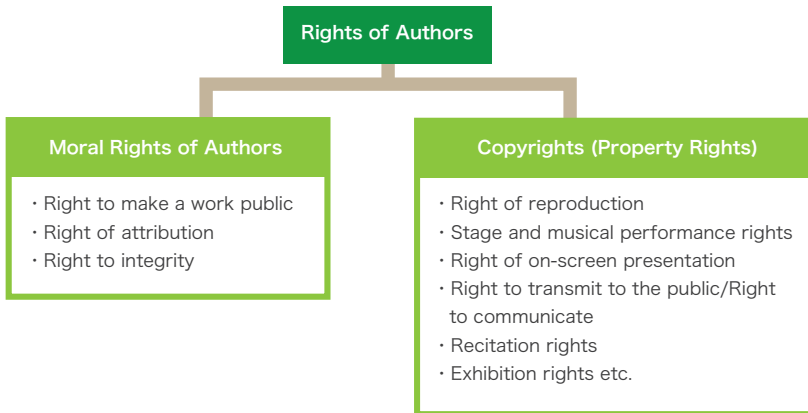 Rights of Authors
Moral Rights of Authors
・Right to make a work public
・Right of attribution
・Right to integrity
Copyrights (Property Rights)
・Right of reproduction
・Stage and musical performance rights
・Right of on-screen presentation
・Right to transmit to the public/Right
to communicate
・Recitation rights
・Exhibition rights etc.